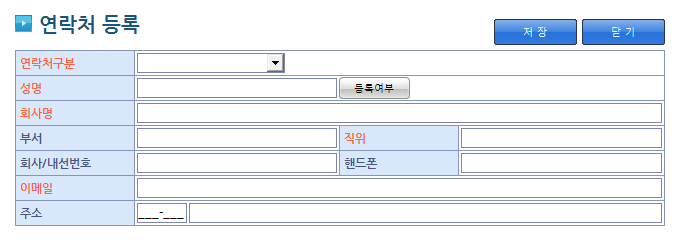 연락처 등록
저 장 닫 기
연락처구분
성명 등록여부
회사명
부서 직위
회사/내선번호 핸드폰
이메일
주소 ___-___